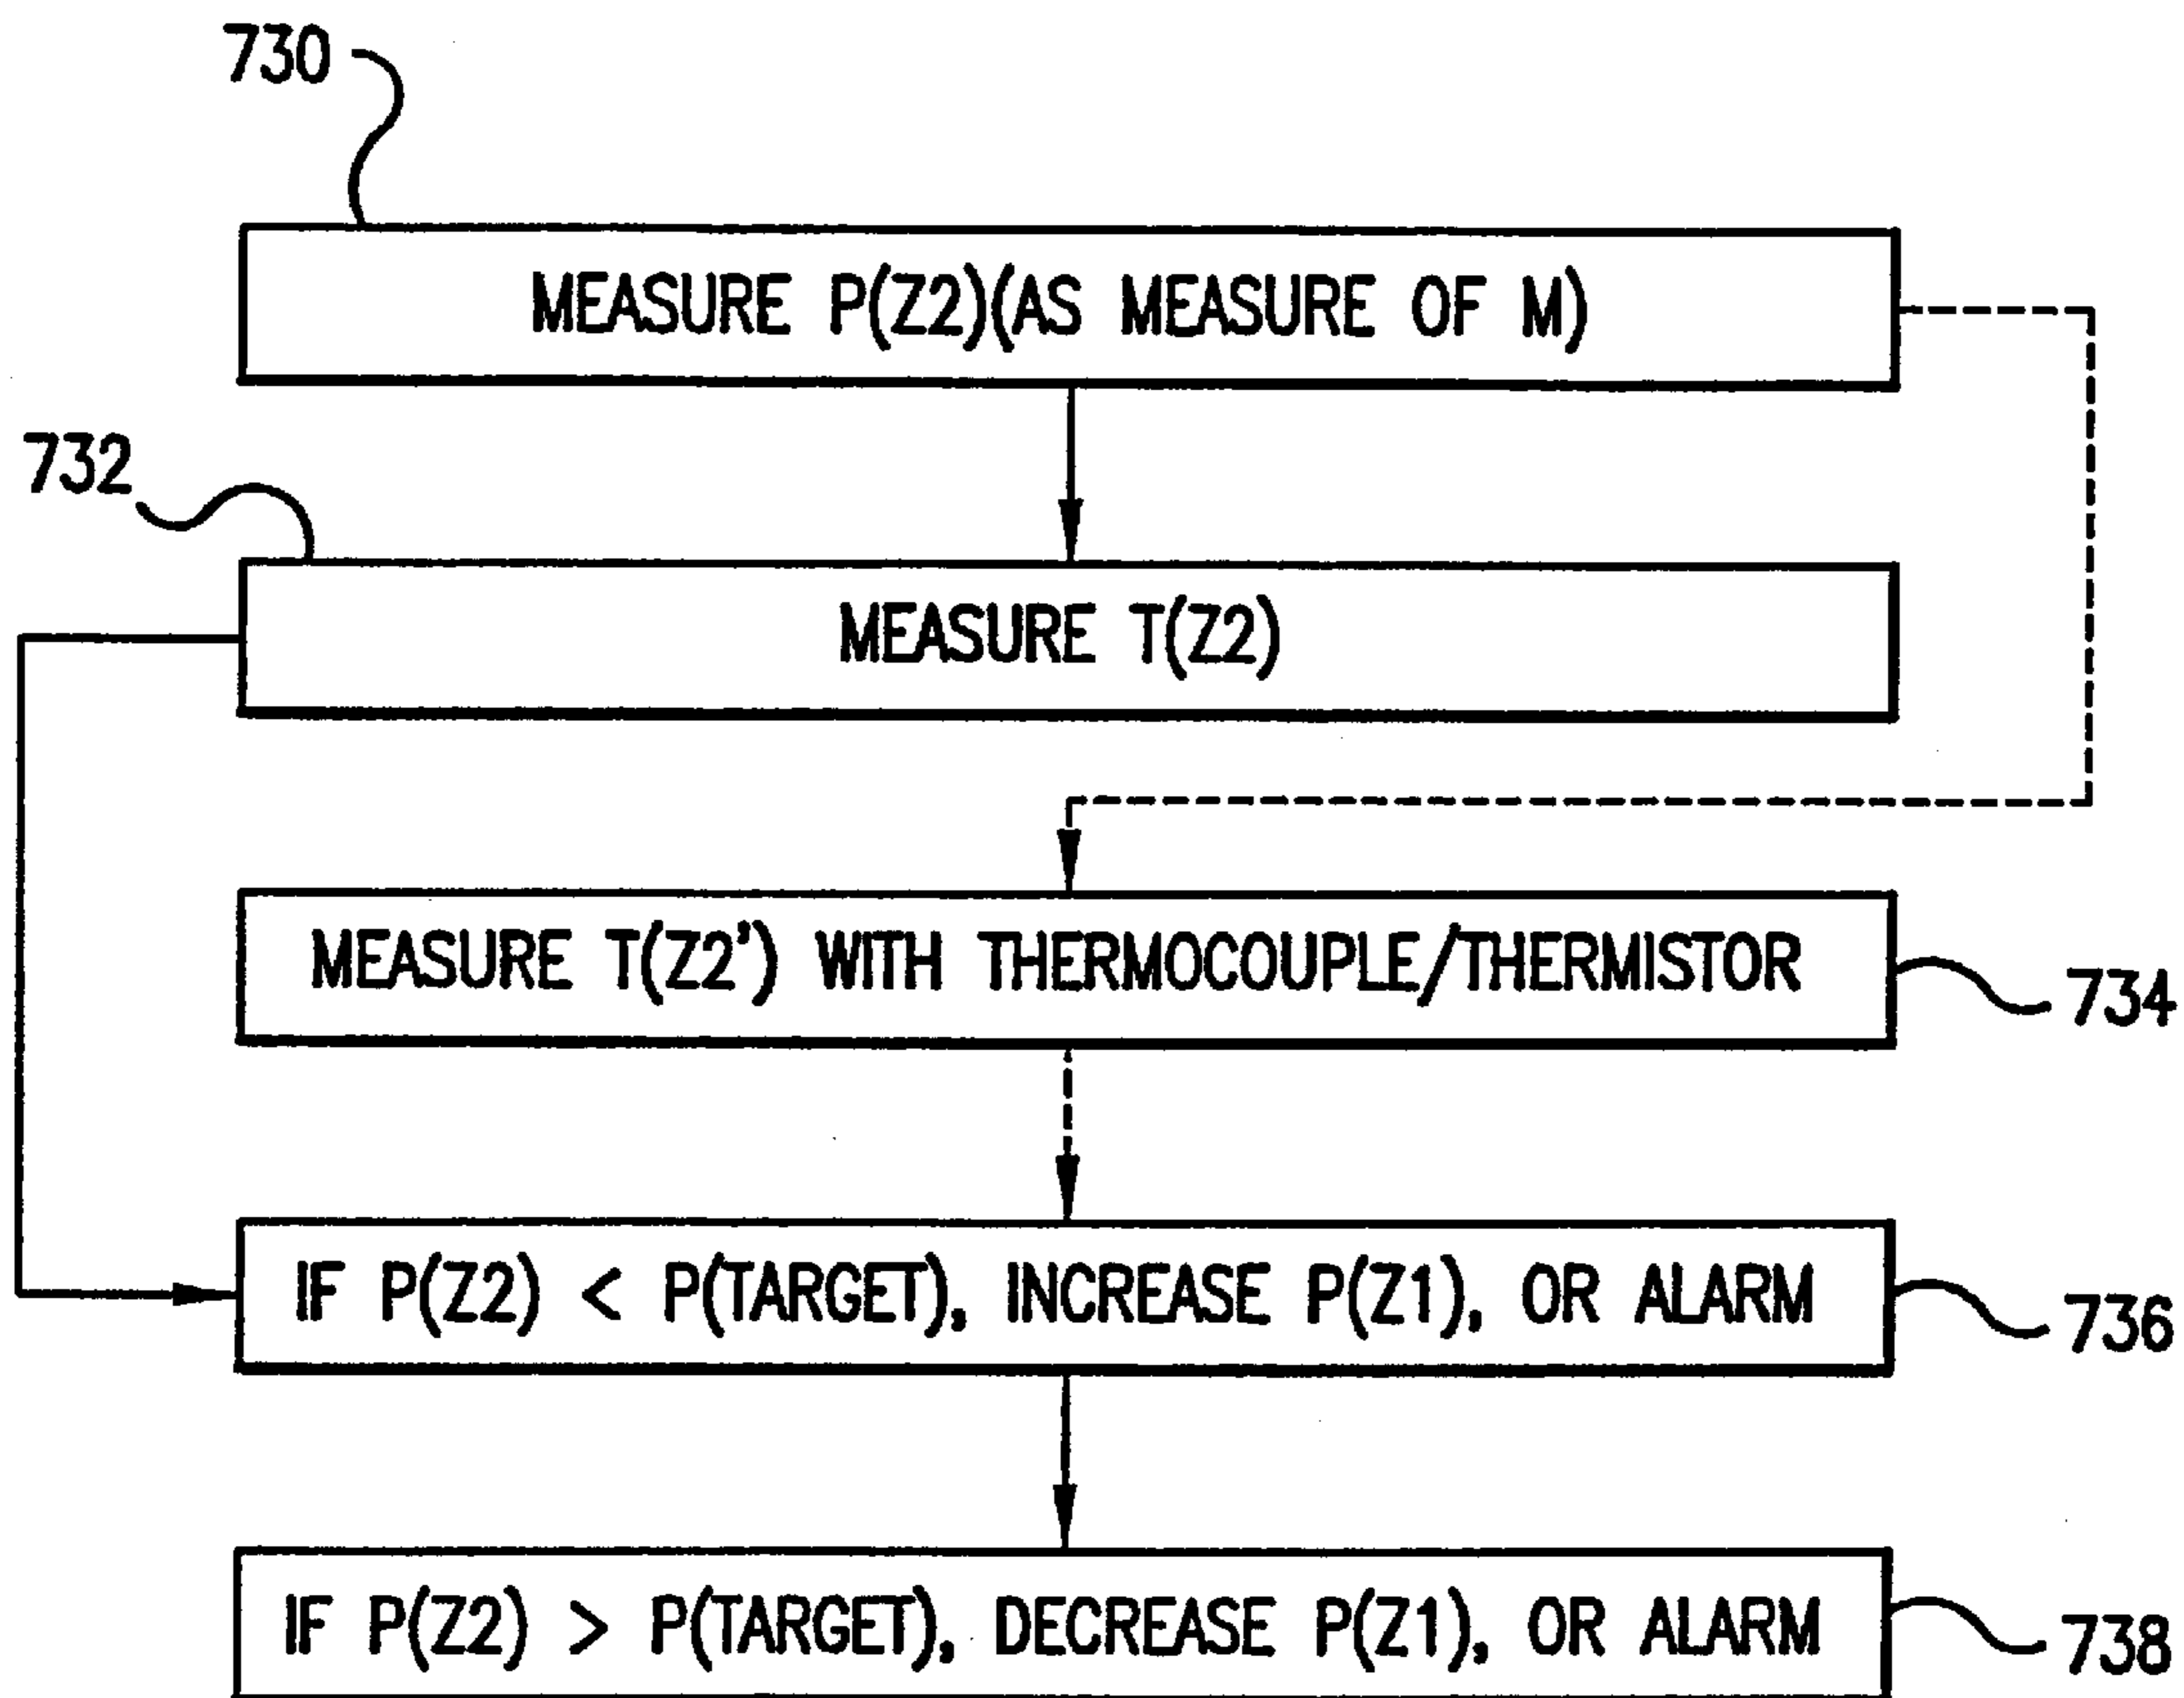 730
MEASURE P(Z2)(AS MEASURE OF M)
732
MEASURE T(Z2)
MEASURE T(Z2') WITH THERMOCOUPLE/THERMISTOR
734
IF P(Z2) < P(TARGET), INCREASE P(Z1), OR ALARM
736
IF P(Z2) > P(TARGET), DECREASE P(Z1), OR ALARM
738